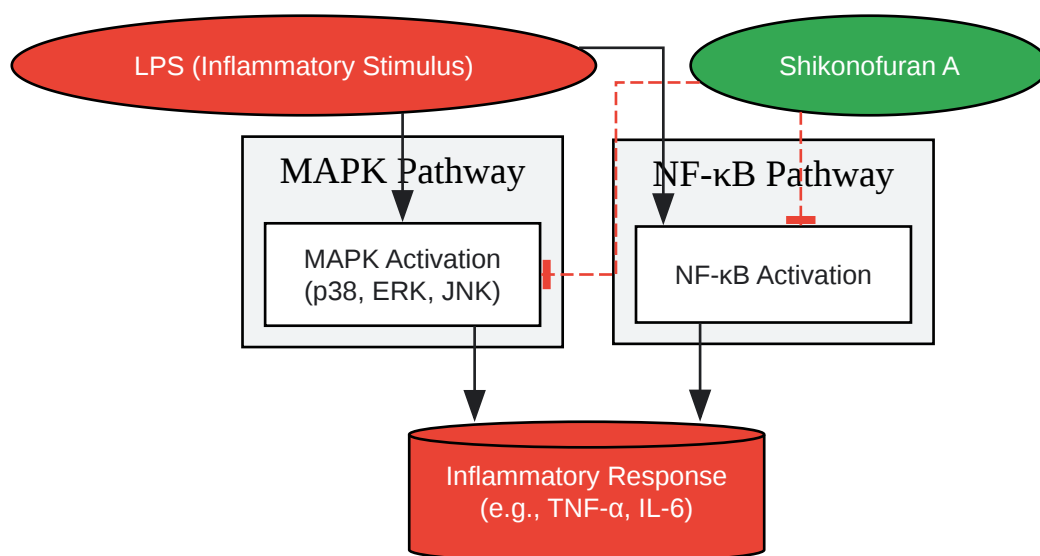 LPS (Inflammatory Stimulus)
Shikonofuran A
MAPK Pathway
NF-κB Pathway
MAPK Activation
(p38, ERK, JNK)
NF-κB Activation
Inflammatory Response
(e.g., TNF-α, IL-6)